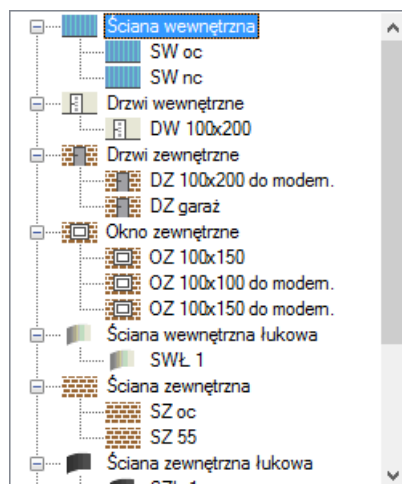 Ściana wewnętrzna
SW oc
SW nc
Drzwi wewnętrzne
DW 100x200
Drzwi zewnętrzne
DZ 100x200 do modern.
DZ garaż
Okno zewnętrzne
OZ 100x150
OZ 100x100 do modern.
OZ 100x150 do modern.
Ściana wewnętrzna łukowa
SWŁ 1
Ściana zewnętrzna
SZ oc
SZ 55
Ściana zewnętrzna łukowa